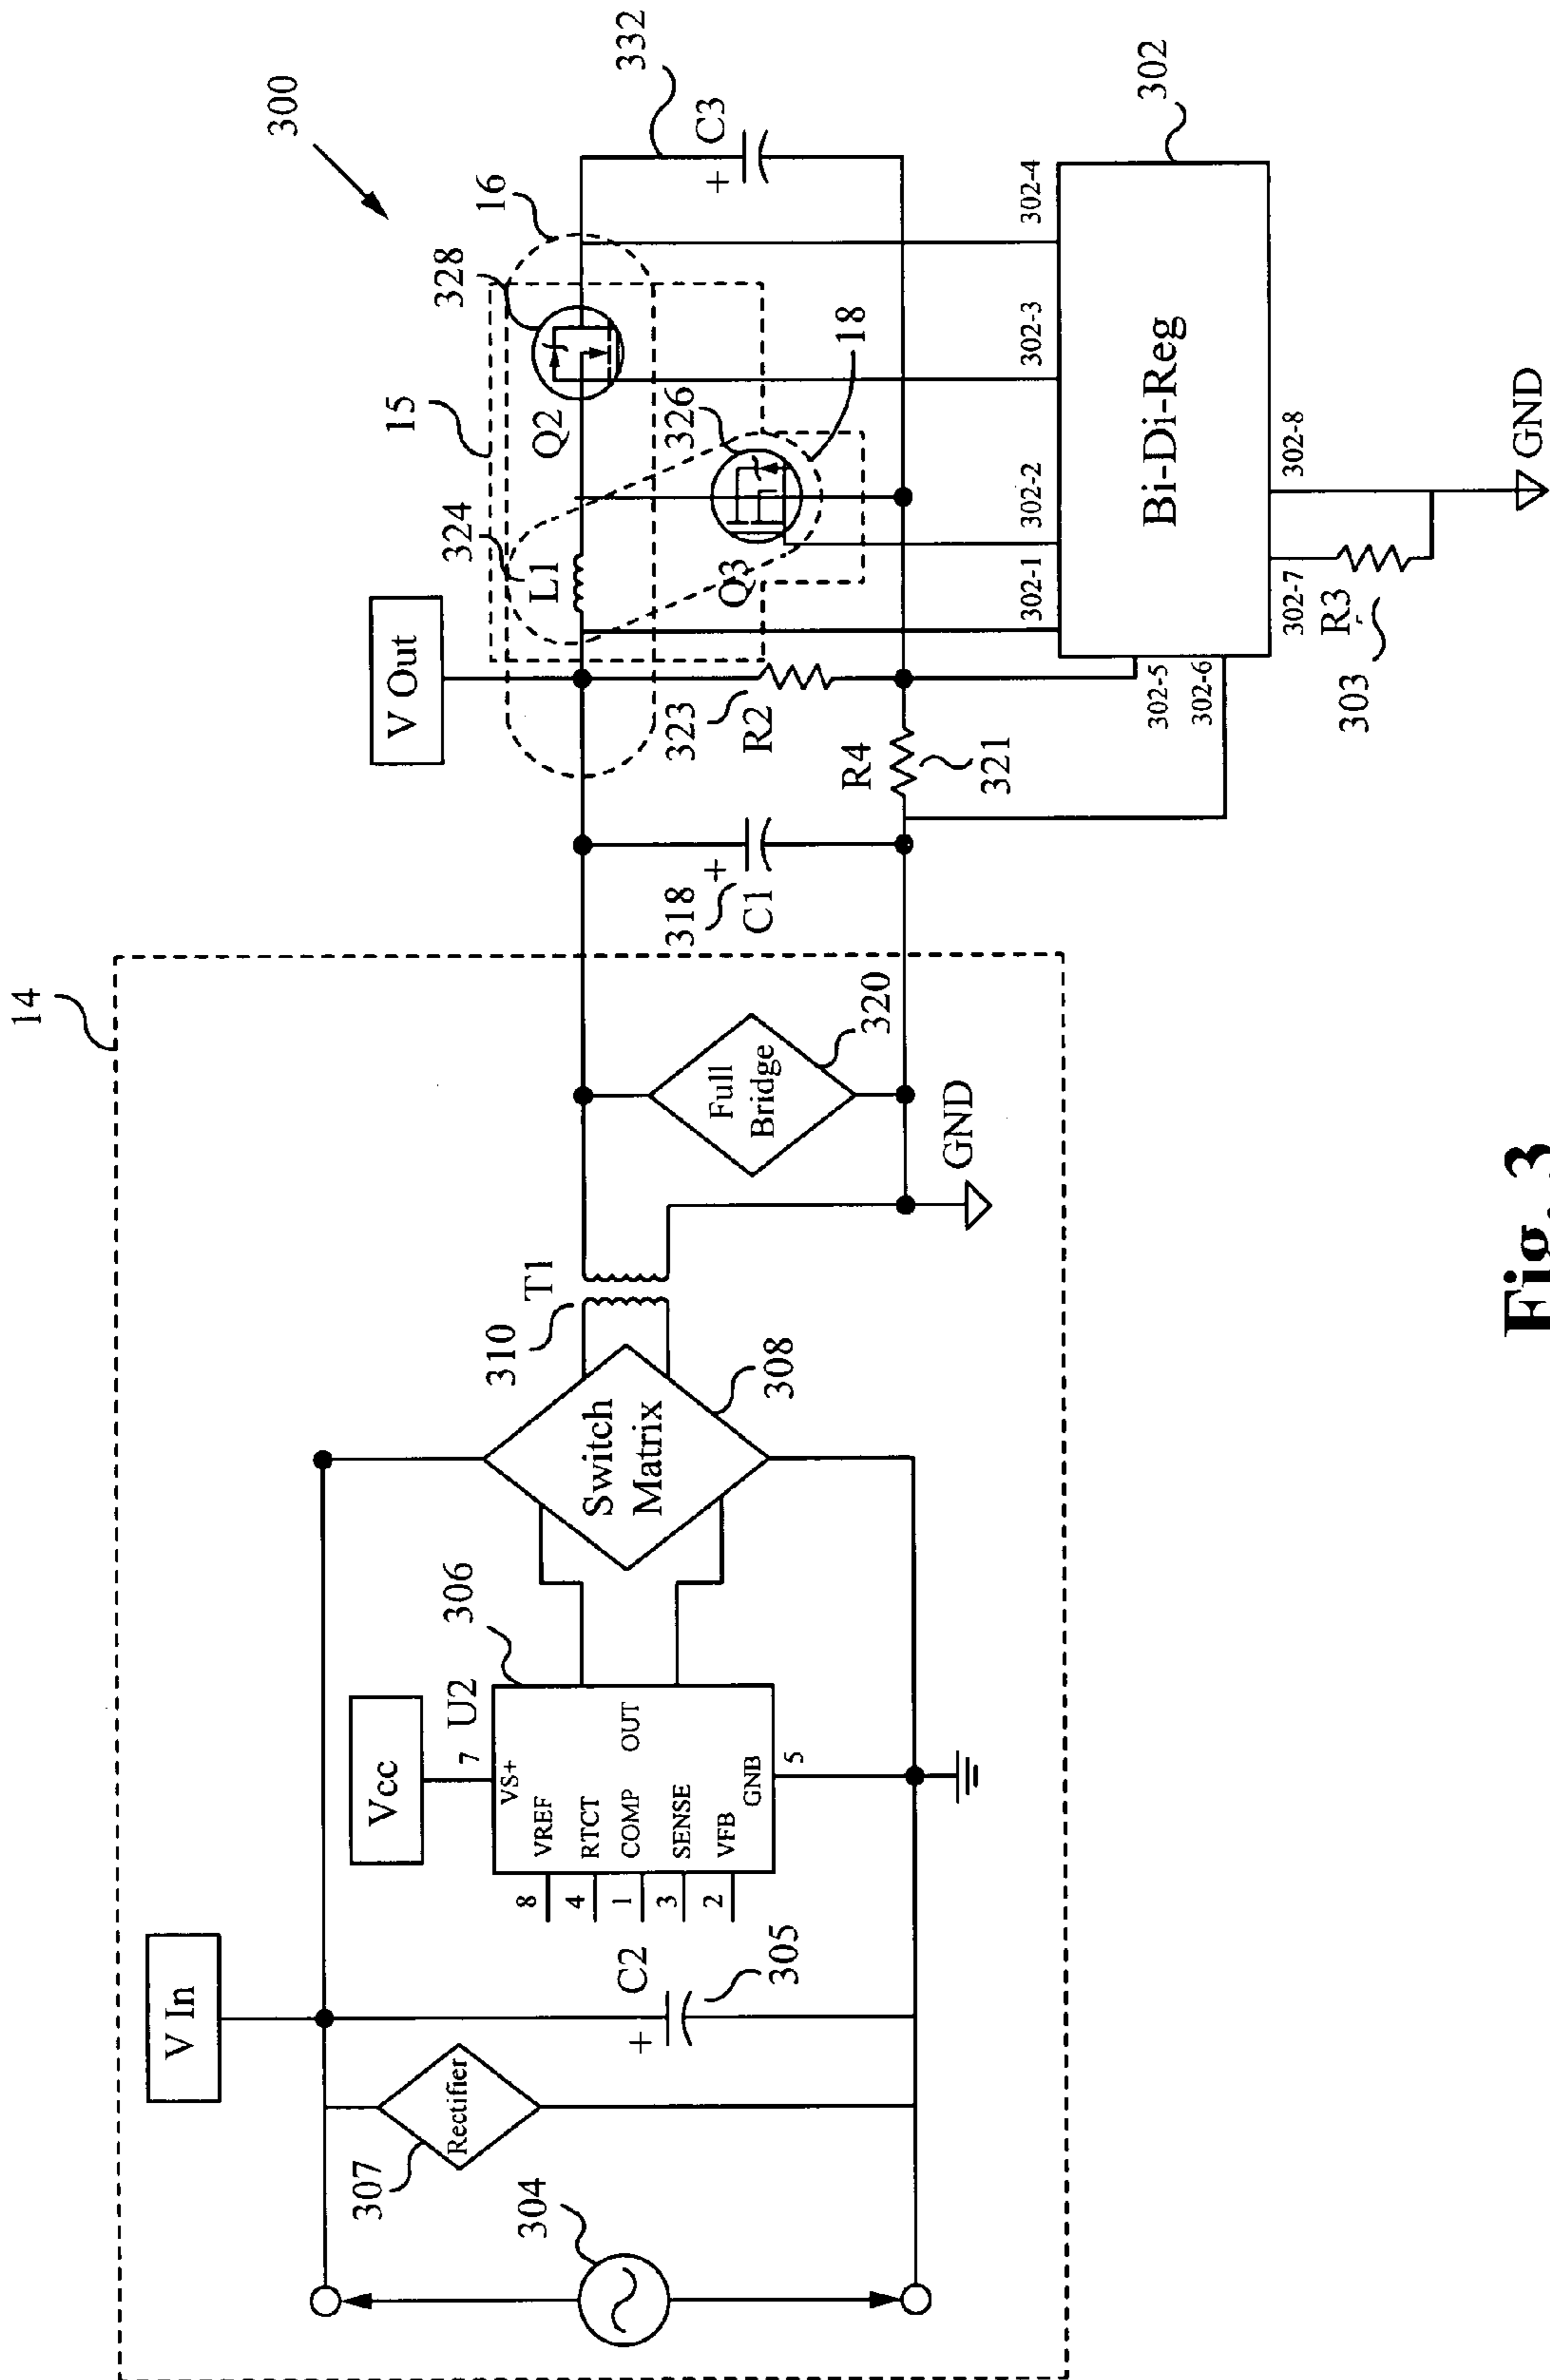 300
14
V In
Vcc
V Out
15
16
328
332
324
L1
Q2
C3
+
326
Q3
18
323
R2
318
C1
+
R4
321
307
Rectifier
304
C2
+
305
U2
306
7
VS+
8
VREF
4
RTCT
1
COMP
OUT
3
SENSE
2
VFB
GNB
5
Switch
Matrix
308
310
T1
Full
Bridge
320
GND
302-1
302-2
302-3
302-4
302
Bi-Di-Reg
302-5
302-6
302-7
302-8
R3
303
GND
Fig. 3